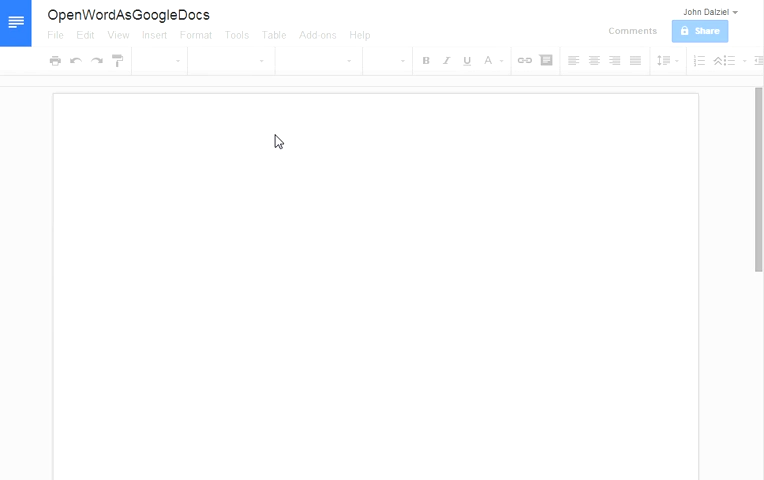 OpenWordAsGoogleDocs
John Dalziel
File Edit View Insert Format Tools Table Add-ons Help
Comments
Share
B I U A